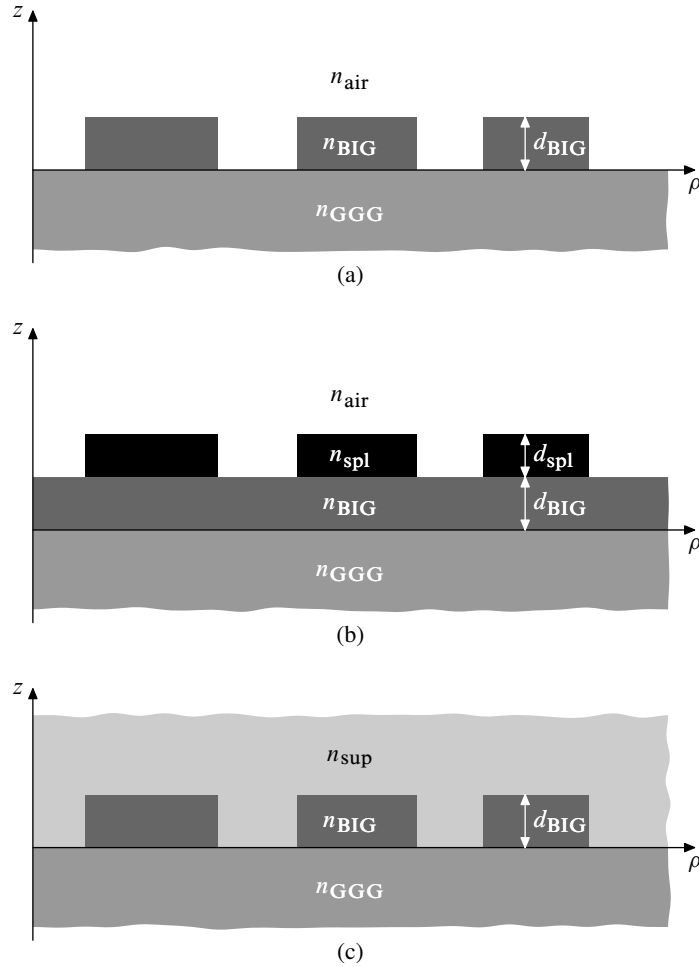 z
n_air
n_BIG d_BIG
ρ
n_GGG
(a)
z
n_air
n_spl d_spl
n_BIG d_BIG
ρ
n_GGG
(b)
z
n_sup
n_BIG d_BIG
ρ
n_GGG
(c)